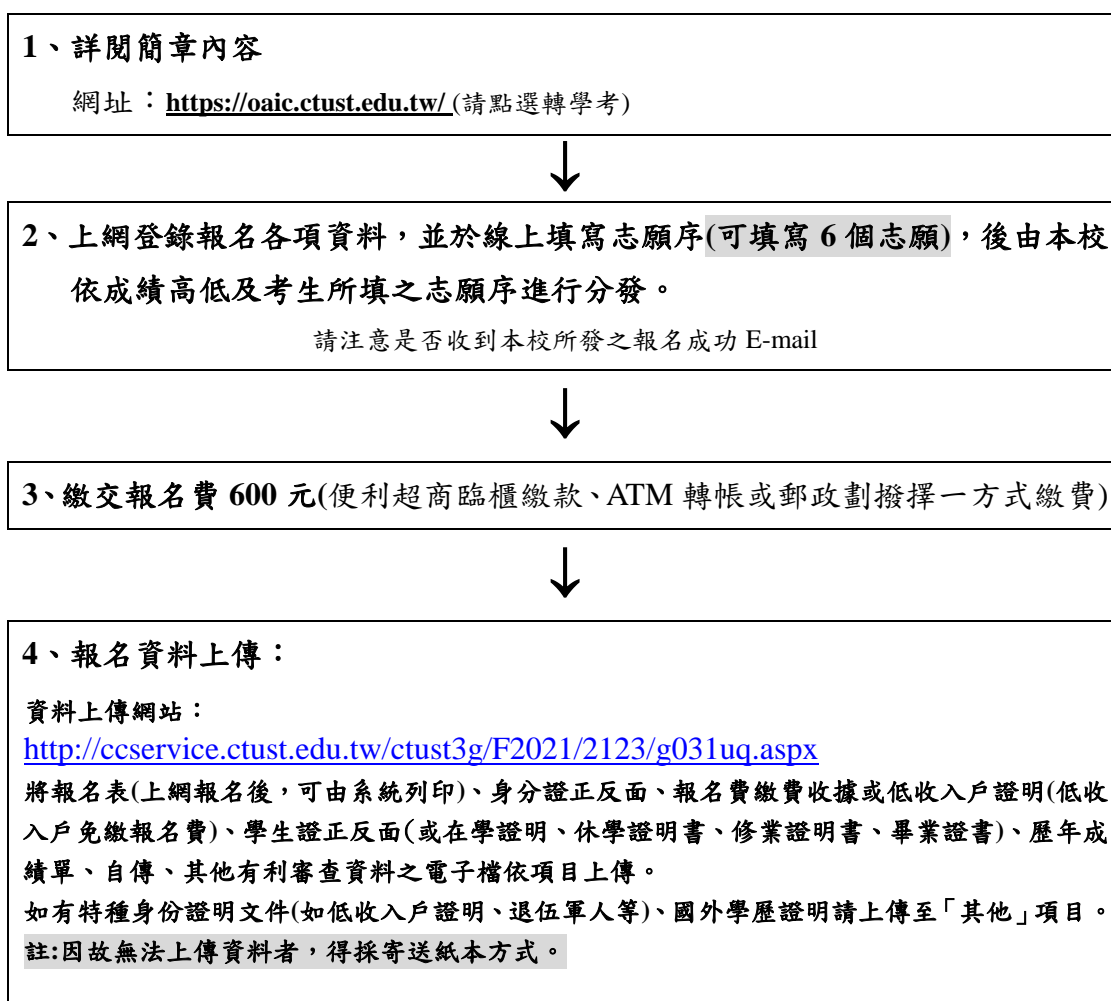 1、詳閱簡章內容
網址：https://oaic.ctust.edu.tw/ (請點選轉學考)
↓
2、上網登錄報名各項資料，並於線上填寫志願序(可填寫 6 個志願)，後由本校
依成績高低及考生所填之志願序進行分發。
請注意是否收到本校所發之報名成功 E-mail
↓
3、繳交報名費 600 元(便利超商臨櫃繳款、ATM 轉帳或郵政劃撥擇一方式繳費)
↓
4、報名資料上傳：
資料上傳網站：
http://ccservice.ctust.edu.tw/ctust3g/F2021/2123/g031uq.aspx
將報名表(上網報名後，可由系統列印)、身分證正反面、報名費繳費收據或低收入戶證明(低收
入戶免繳報名費)、學生證正反面(或在學證明、休學證明書、修業證明書、畢業證書)、歷年成
績單、自傳、其他有利審查資料之電子檔依項目上傳。
如有特種身份證明文件(如低收入戶證明、退伍軍人等)、國外學歷證明請上傳至「其他」項目。
註:因故無法上傳資料者，得採寄送紙本方式。